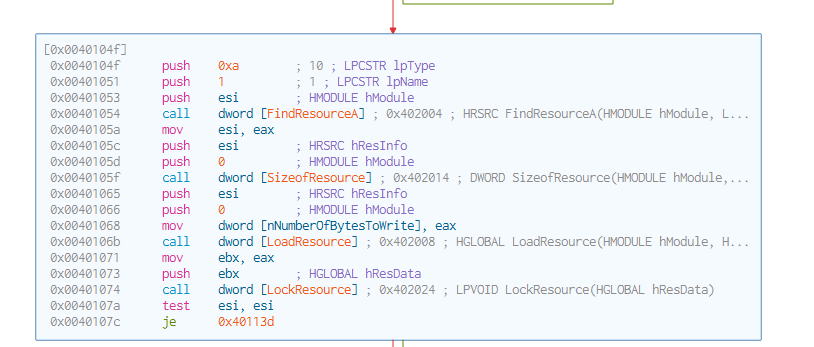 [0x0040104f]
0x0040104f push 0xa ; 10 ; LPCSTR lpType
0x00401051 push 1 ; 1 ; LPCSTR lpName
0x00401053 push esi ; HMODULE hModule
0x00401054 call dword [FindResourceA] ; 0x402004 ; HRSRC FindResourceA(HMODULE hModule, L...
0x0040105a mov esi, eax
0x0040105c push esi ; HRSRC hResInfo
0x0040105d push 0 ; HMODULE hModule
0x0040105f call dword [SizeofResource] ; 0x402014 ; DWORD SizeofResource(HMODULE hModule,...
0x00401065 push esi ; HRSRC hResInfo
0x00401066 push 0 ; HMODULE hModule
0x00401068 mov dword [nNumberOfBytesToWrite], eax
0x0040106b call dword [LoadResource] ; 0x402008 ; HGLOBAL LoadResource(HMODULE hModule, H...
0x00401071 mov ebx, eax
0x00401073 push ebx ; HGLOBAL hResData
0x00401074 call dword [LockResource] ; 0x402024 ; LPVOID LockResource(HGLOBAL hResData)
0x0040107a test esi, esi
0x0040107c je 0x40113d